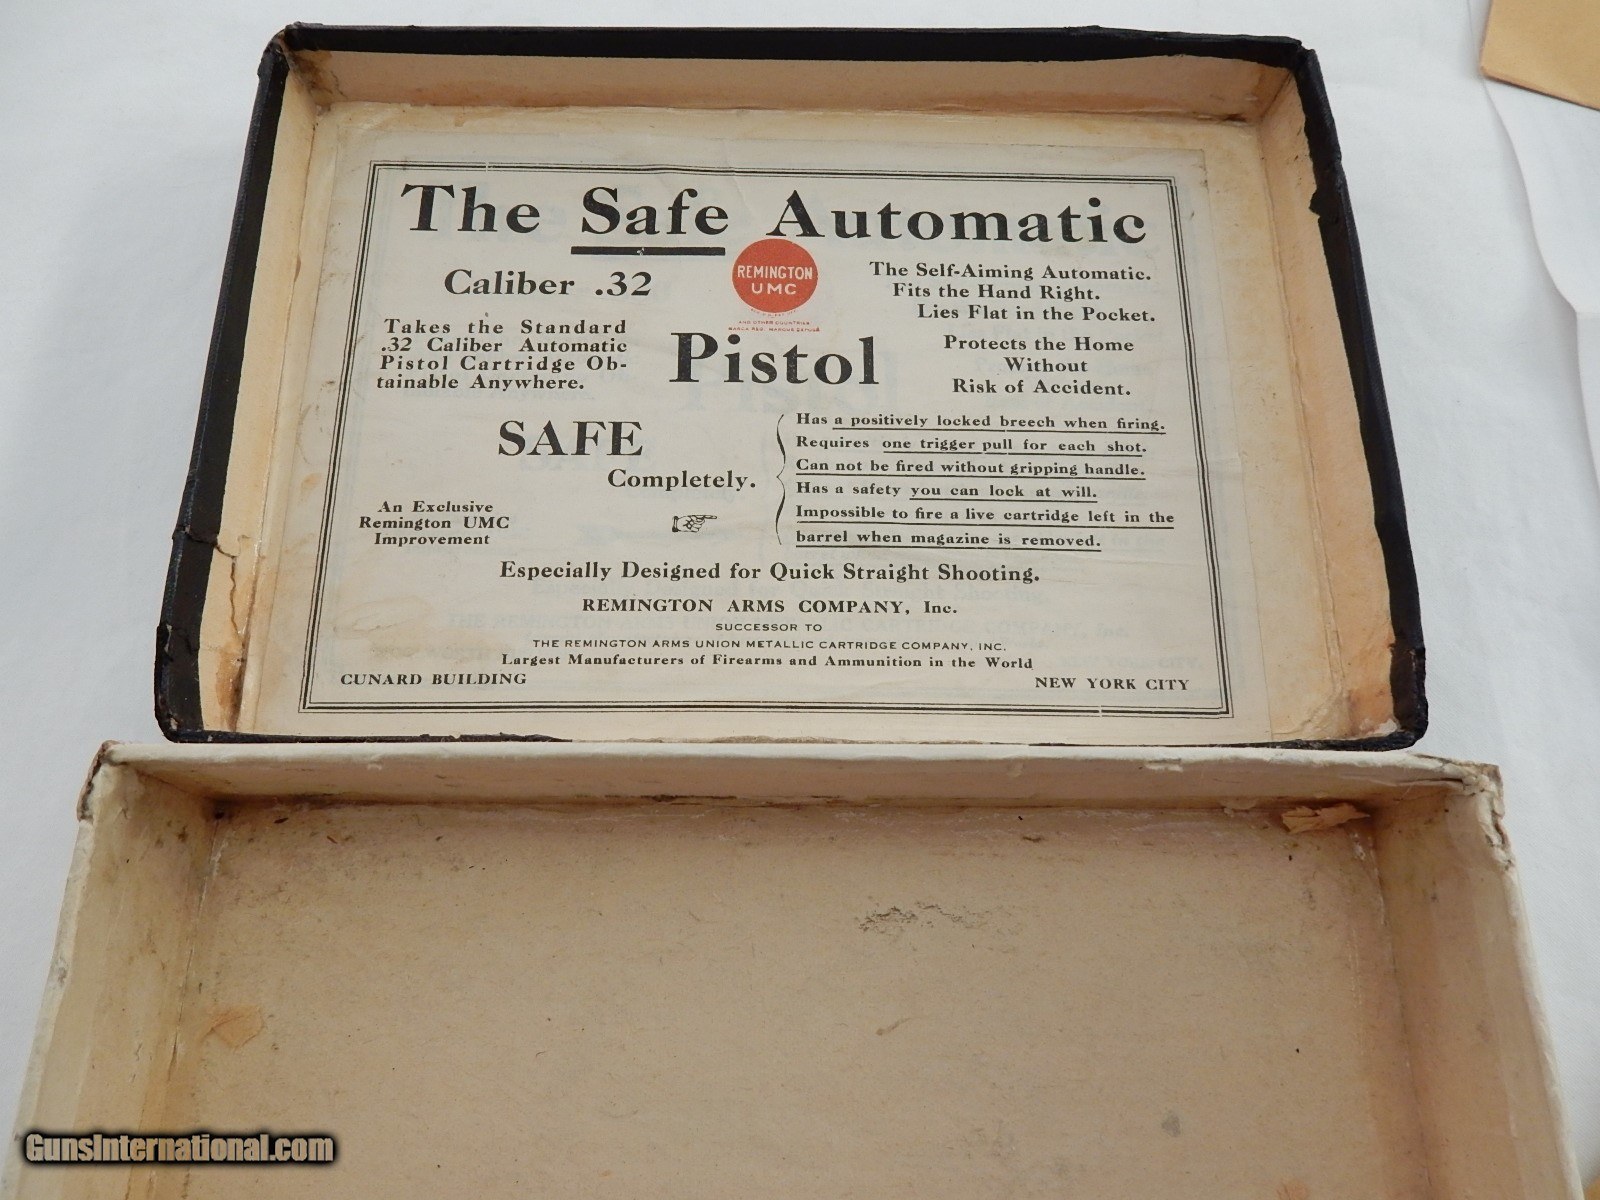 The Safe Automatic
Caliber .32
REMINGTON
UMC
AND OTHER COUNTRIES
The Self-Aiming Automatic.
Fits the Hand Right.
Lies Flat in the Pocket.
Takes the Standard
.32 Caliber Automatic
Pistol Cartridge Ob-
tainable Anywhere.
Pistol
Protects the Home
Without
Risk of Accident.
SAFE
Completely.
Has a positively locked breech when firing.
Requires one trigger pull for each shot.
Can not be fired without gripping handle.
Has a safety you can lock at will.
Impossible to fire a live cartridge left in the
barrel when magazine is removed.
An Exclusive
Remington UMC
Improvement
Especially Designed for Quick Straight Shooting.
REMINGTON ARMS COMPANY, Inc.
SUCCESSOR TO
THE REMINGTON ARMS UNION METALLIC CARTRIDGE COMPANY, INC.
Largest Manufacturers of Firearms and Ammunition in the World
CUNARD BUILDING
NEW YORK CITY
GunsInternational.com